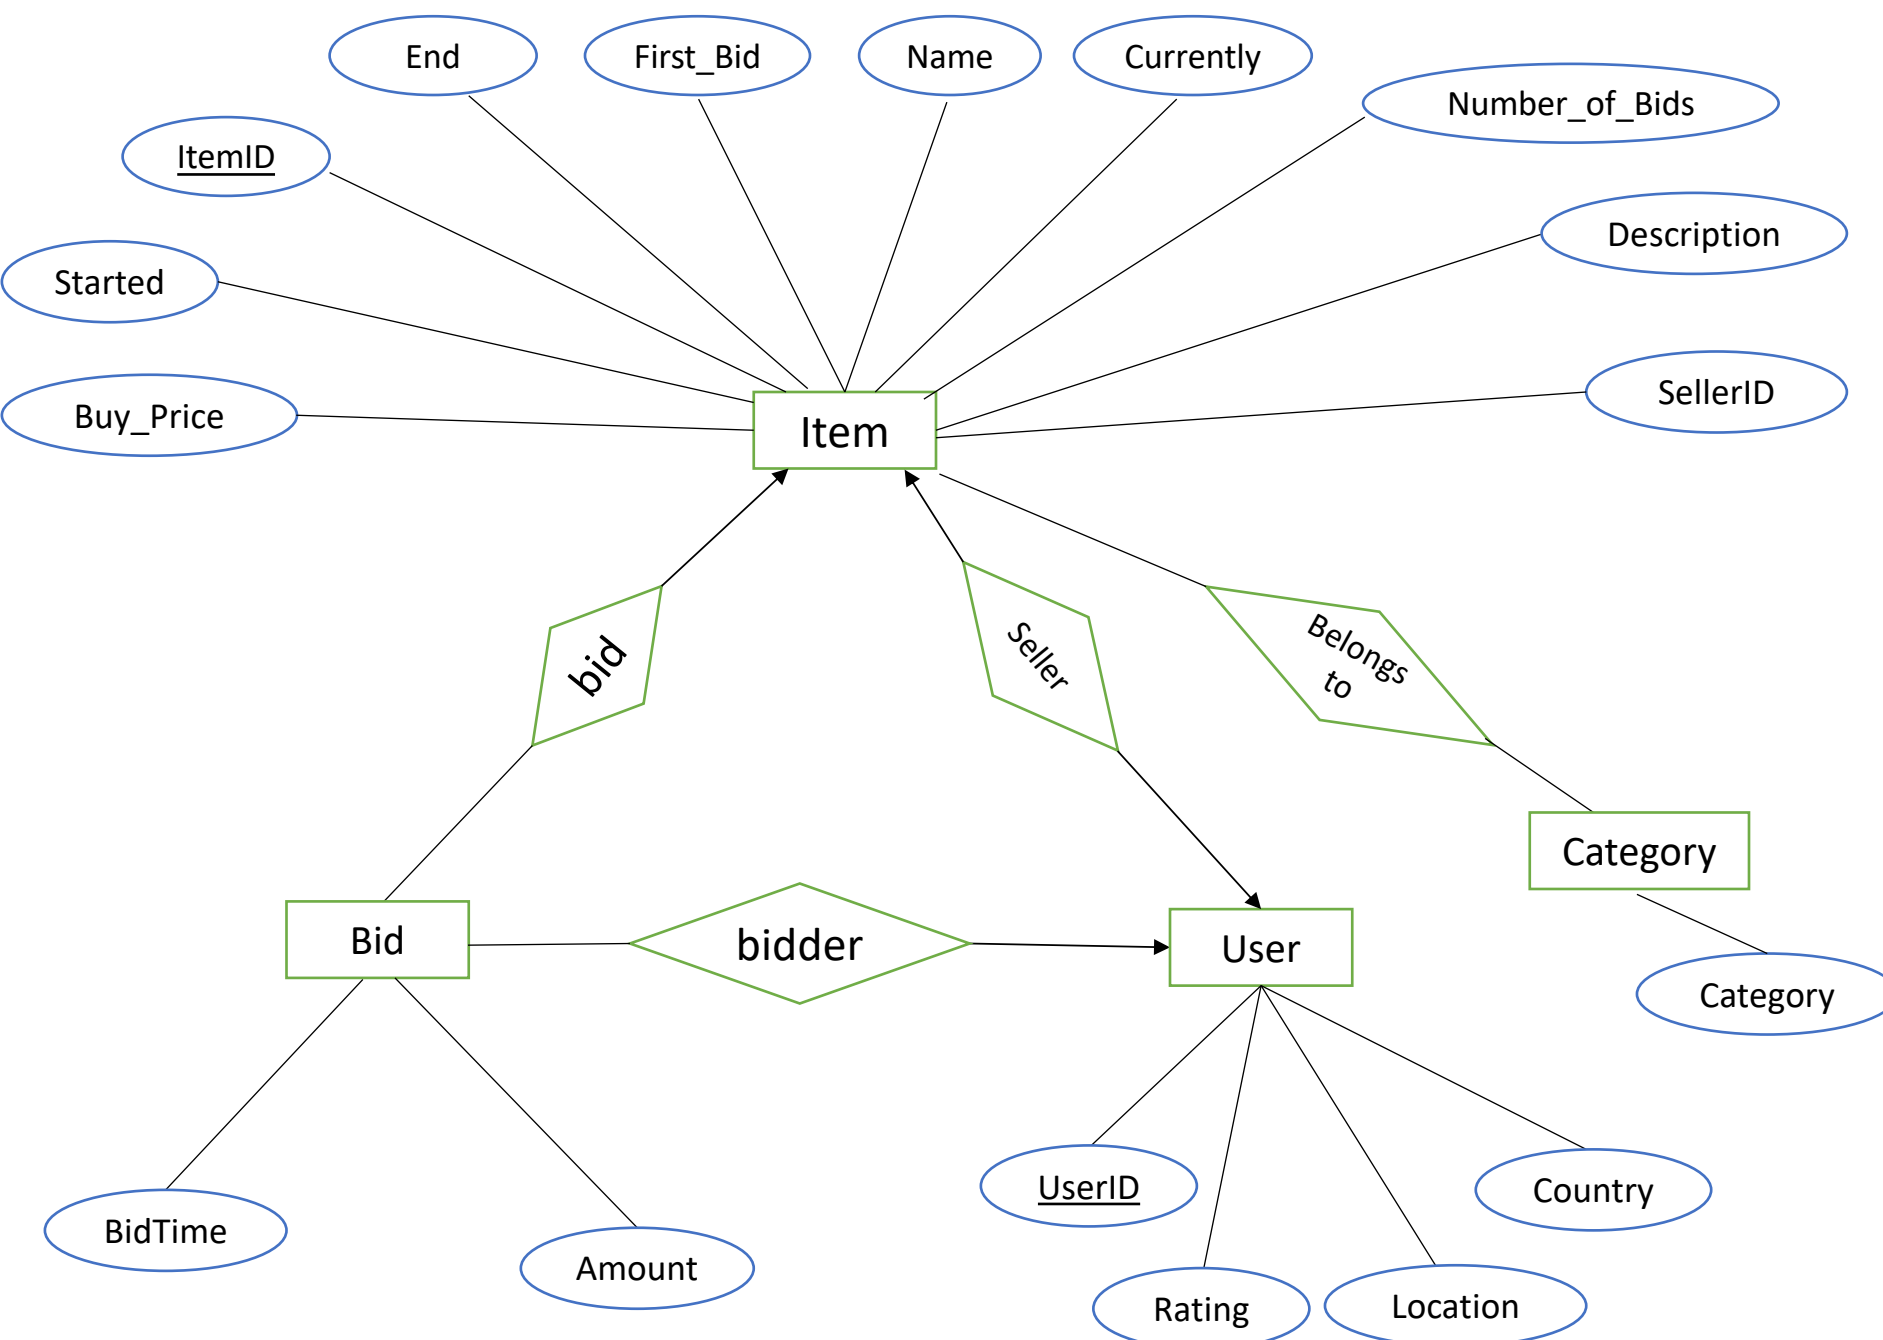 End
First_Bid
Name
Currently
Number_of_Bids
ItemID
Description
Started
SellerID
Buy_Price
Item
bid
Seller
Belongs
to
Category
Bid
bidder
User
Category
UserID
Country
BidTime
Amount
Rating
Location